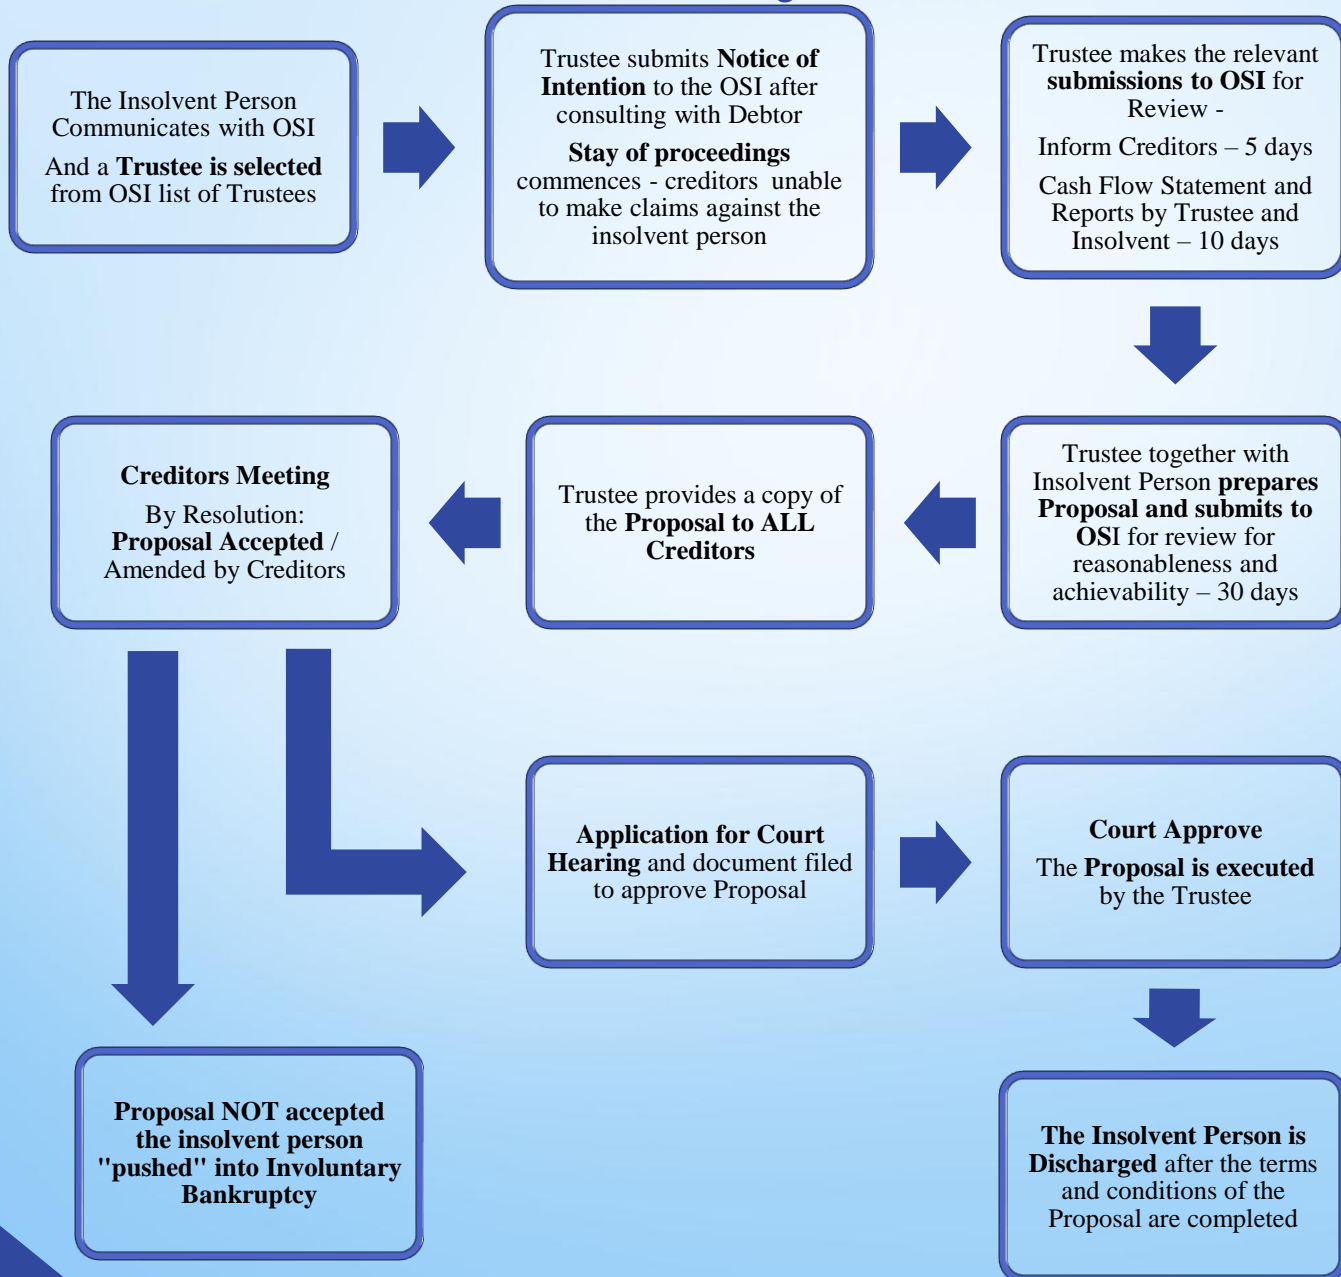 The Insolvent Person
Communicates with OSI
And a Trustee is selected
from OSI list of Trustees
Trustee submits Notice of
Intention to the OSI after
consulting with Debtor
Stay of proceedings
commences - creditors unable
to make claims against the
insolvent person
Trustee makes the relevant
submissions to OSI for
Review -
Inform Creditors – 5 days
Cash Flow Statement and
Reports by Trustee and
Insolvent – 10 days
Trustee together with
Insolvent Person prepares
Proposal and submits to
OSI for review for
reasonableness and
achievability – 30 days
Trustee provides a copy of
the Proposal to ALL
Creditors
Creditors Meeting
By Resolution:
Proposal Accepted /
Amended by Creditors
Application for Court
Hearing and document filed
to approve Proposal
Court Approve
The Proposal is executed
by the Trustee
Proposal NOT accepted
the insolvent person
"pushed" into Involuntary
Bankruptcy
The Insolvent Person is
Discharged after the terms
and conditions of the
Proposal are completed